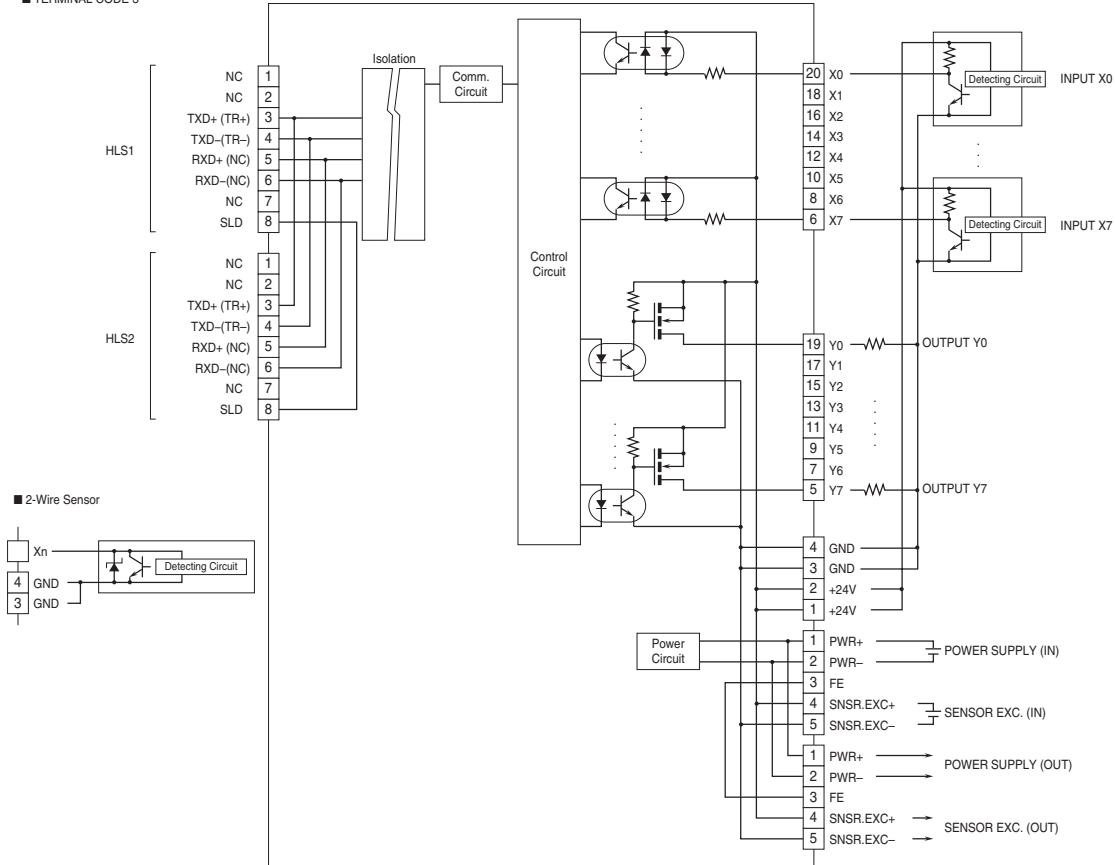 ■ TERMINAL CODE
Isolation
Comm.
Circuit
Control
Circuit
HLS1
NC 1
NC 2
TXD+ (TR+) 3
TXD–(TR–) 4
RXD+ (NC) 5
RXD–(NC) 6
NC 7
SLD 8
HLS2
NC 1
NC 2
TXD+ (TR+) 3
TXD–(TR–) 4
RXD+ (NC) 5
RXD–(NC) 6
NC 7
SLD 8
20 X0
18 X1
16 X2
14 X3
12 X4
10 X5
8 X6
6 X7
Detecting Circuit INPUT X0
Detecting Circuit INPUT X7
19 Y0 OUTPUT Y0
17 Y1
15 Y2
13 Y3
11 Y4
9 Y5
7 Y6
5 Y7 OUTPUT Y7
4 GND
3 GND
2 +24V
1 +24V
Power
Circuit
1 PWR+
2 PWR–
POWER SUPPLY (IN)
3 FE
4 SNSR.EXC+
5 SNSR.EXC–
SENSOR EXC. (IN)
1 PWR+
2 PWR–
POWER SUPPLY (OUT)
3 FE
4 SNSR.EXC+
5 SNSR.EXC–
SENSOR EXC. (OUT)
■ 2-Wire Sensor
Xn
4 GND
3 GND
Detecting Circuit